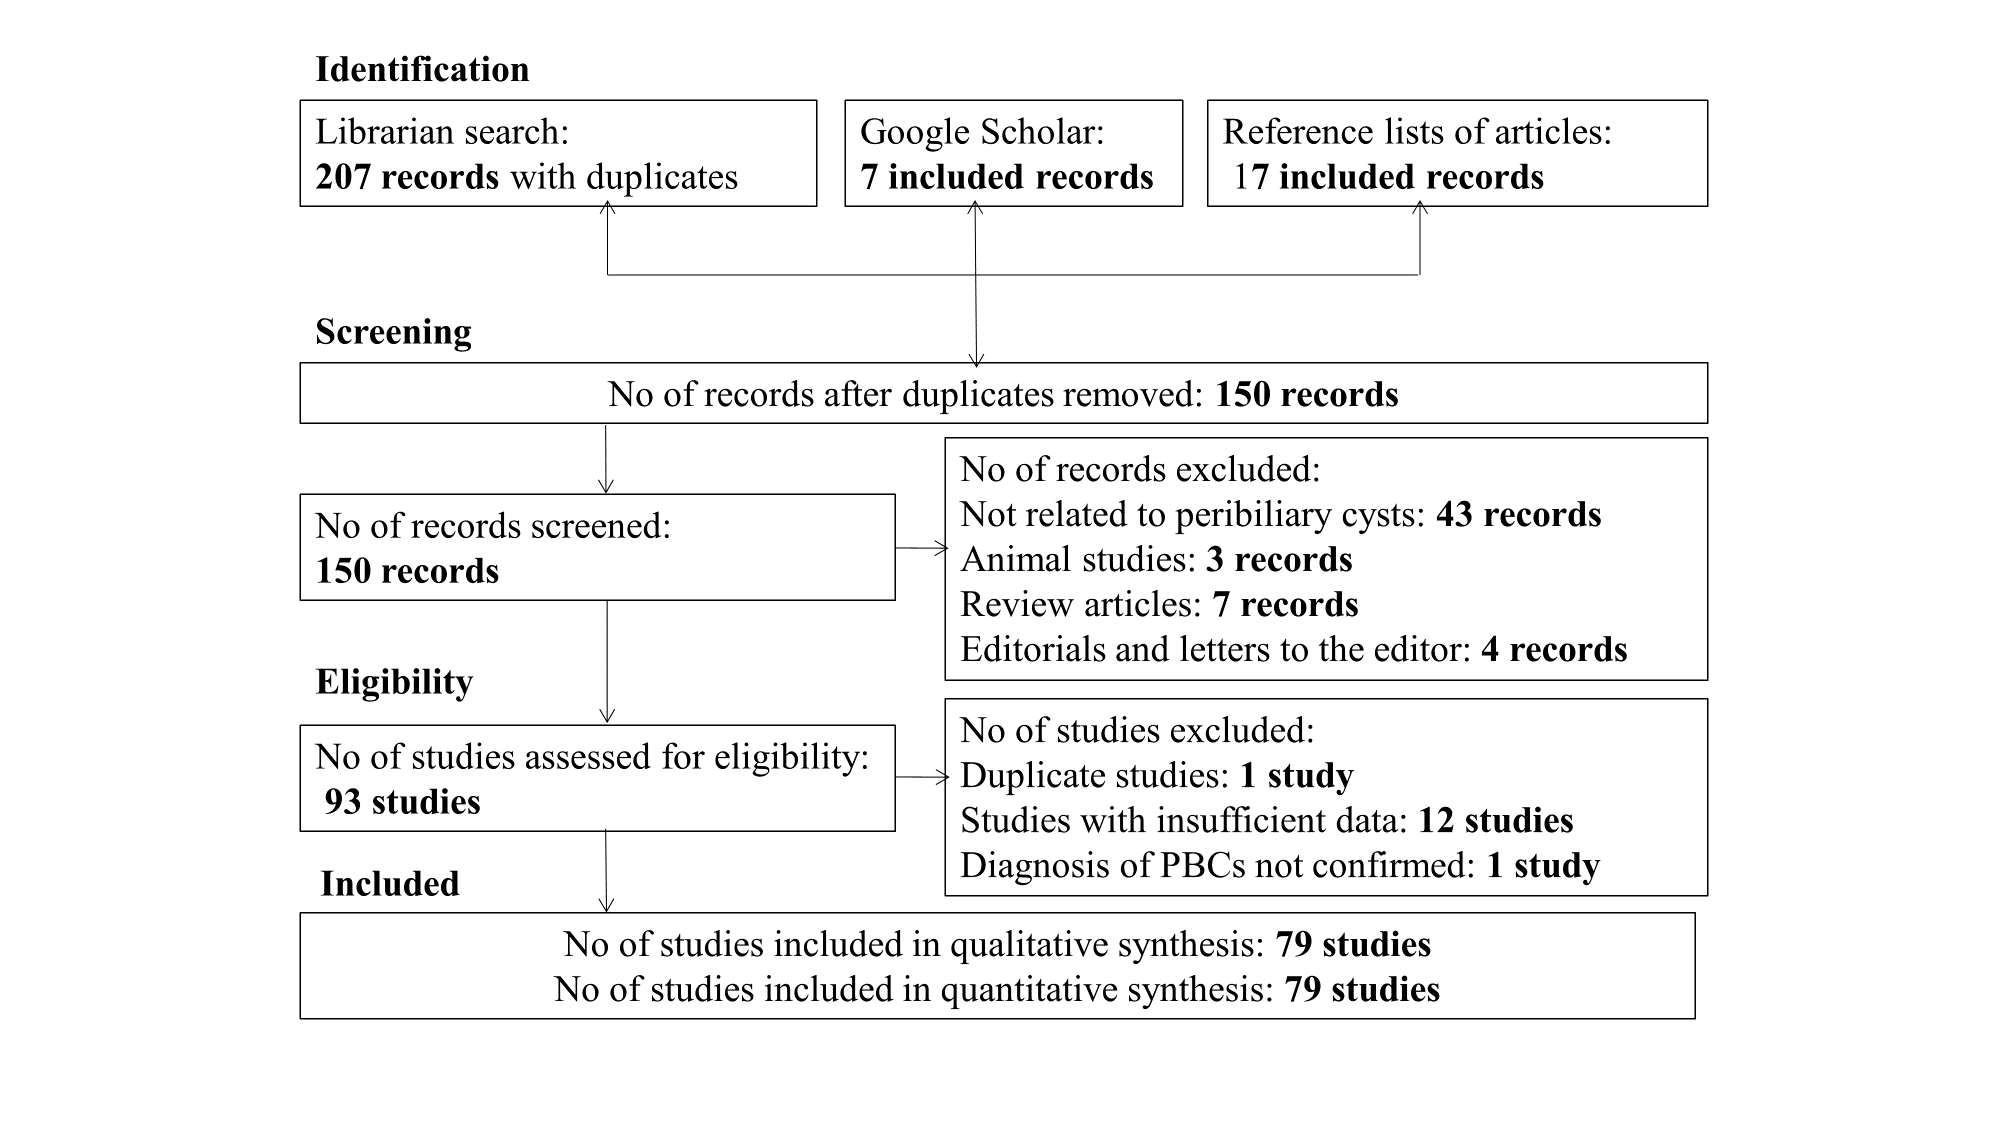 Identification
Librarian search:
207 records with duplicates
Google Scholar:
7 included records
Reference lists of articles:
17 included records
Screening
No of records after duplicates removed: 150 records
No of records screened:
150 records
No of records excluded:
Not related to peribiliary cysts: 43 records
Animal studies: 3 records
Review articles: 7 records
Editorials and letters to the editor: 4 records
Eligibility
No of studies assessed for eligibility:
93 studies
No of studies excluded:
Duplicate studies: 1 study
Studies with insufficient data: 12 studies
Diagnosis of PBCs not confirmed: 1 study
Included
No of studies included in qualitative synthesis: 79 studies
No of studies included in quantitative synthesis: 79 studies